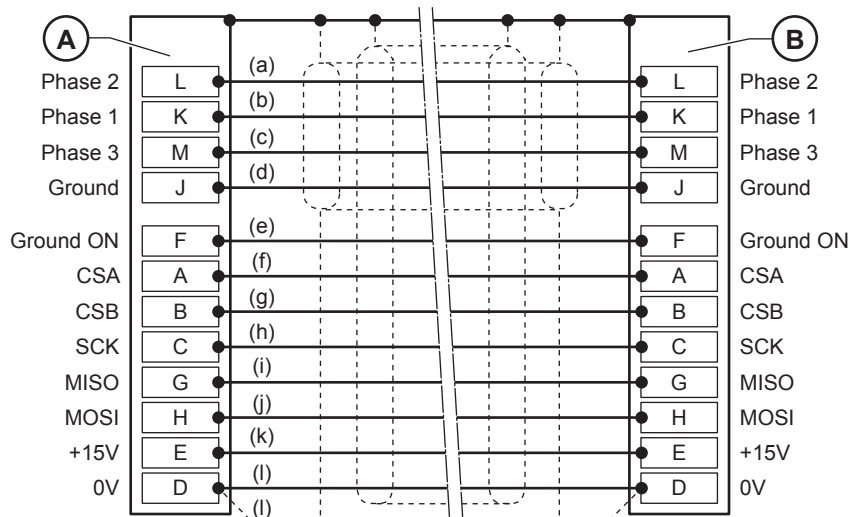 A B
Phase 2 L (a) L Phase 2
Phase 1 K (b) K Phase 1
Phase 3 M (c) M Phase 3
Ground J (d) J Ground
Ground ON F (e) F Ground ON
CSA A (f) A CSA
CSB B (g) B CSB
SCK C (h) C SCK
MISO G (i) G MISO
MOSI H (j) H MOSI
+15V E (k) E +15V
0V D (l) D 0V
(l)